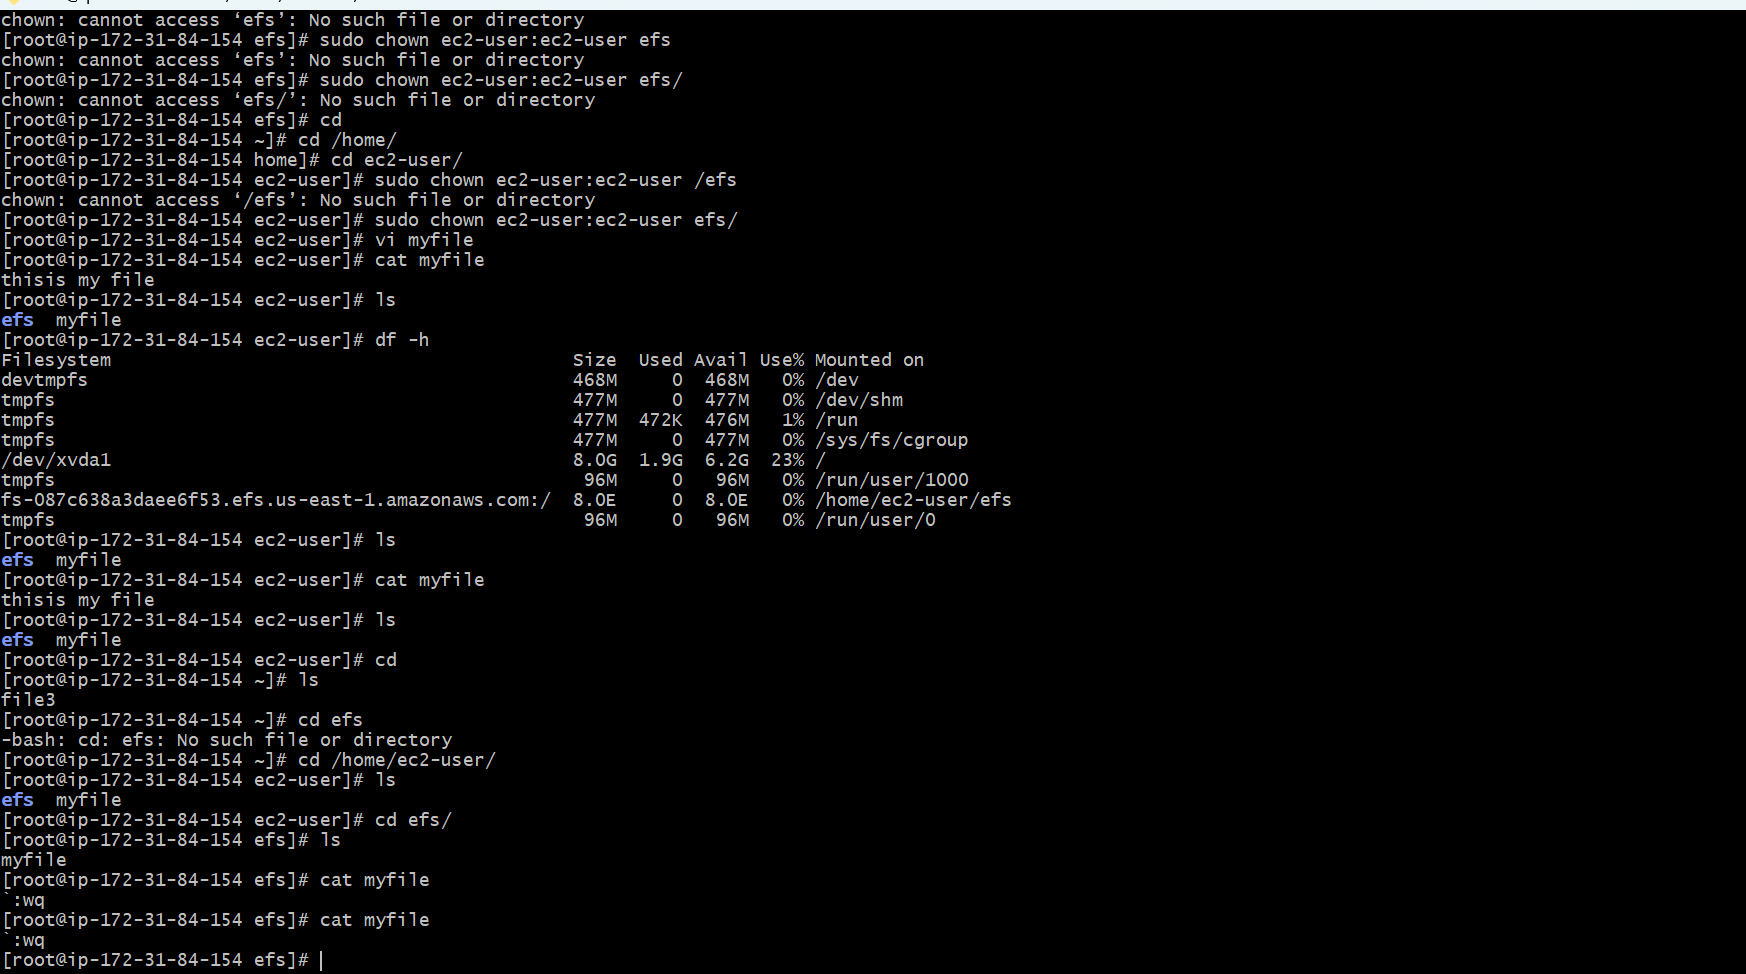 chown: cannot access ‘efs’: No such file or directory
[root@ip-172-31-84-154 efs]# sudo chown ec2-user:ec2-user efs
chown: cannot access ‘efs’: No such file or directory
[root@ip-172-31-84-154 efs]# sudo chown ec2-user:ec2-user efs/
chown: cannot access ‘efs/’: No such file or directory
[root@ip-172-31-84-154 efs]# cd
[root@ip-172-31-84-154 ~]# cd /home/
[root@ip-172-31-84-154 home]# cd ec2-user/
[root@ip-172-31-84-154 ec2-user]# sudo chown ec2-user:ec2-user /efs
chown: cannot access ‘/efs’: No such file or directory
[root@ip-172-31-84-154 ec2-user]# sudo chown ec2-user:ec2-user efs/
[root@ip-172-31-84-154 ec2-user]# vi myfile
[root@ip-172-31-84-154 ec2-user]# cat myfile
thisis my file
[root@ip-172-31-84-154 ec2-user]# ls
efs  myfile
[root@ip-172-31-84-154 ec2-user]# df -h
Filesystem                                          Size  Used Avail Use% Mounted on
devtmpfs                                            468M     0  468M   0% /dev
tmpfs                                               477M     0  477M   0% /dev/shm
tmpfs                                               477M  472K  476M   1% /run
tmpfs                                               477M     0  477M   0% /sys/fs/cgroup
/dev/xvda1                                          8.0G  1.9G  6.2G  23% /
tmpfs                                                96M     0   96M   0% /run/user/1000
fs-087c638a3daee6f53.efs.us-east-1.amazonaws.com:/  8.0E     0  8.0E   0% /home/ec2-user/efs
tmpfs                                                96M     0   96M   0% /run/user/0
[root@ip-172-31-84-154 ec2-user]# ls
efs  myfile
[root@ip-172-31-84-154 ec2-user]# cat myfile
thisis my file
[root@ip-172-31-84-154 ec2-user]# ls
efs  myfile
[root@ip-172-31-84-154 ec2-user]# cd
[root@ip-172-31-84-154 ~]# ls
file3
[root@ip-172-31-84-154 ~]# cd efs
-bash: cd: efs: No such file or directory
[root@ip-172-31-84-154 ~]# cd /home/ec2-user/
[root@ip-172-31-84-154 ec2-user]# ls
efs  myfile
[root@ip-172-31-84-154 ec2-user]# cd efs/
[root@ip-172-31-84-154 efs]# ls
myfile
[root@ip-172-31-84-154 efs]# cat myfile
`:wq
[root@ip-172-31-84-154 efs]# cat myfile
`:wq
[root@ip-172-31-84-154 efs]#